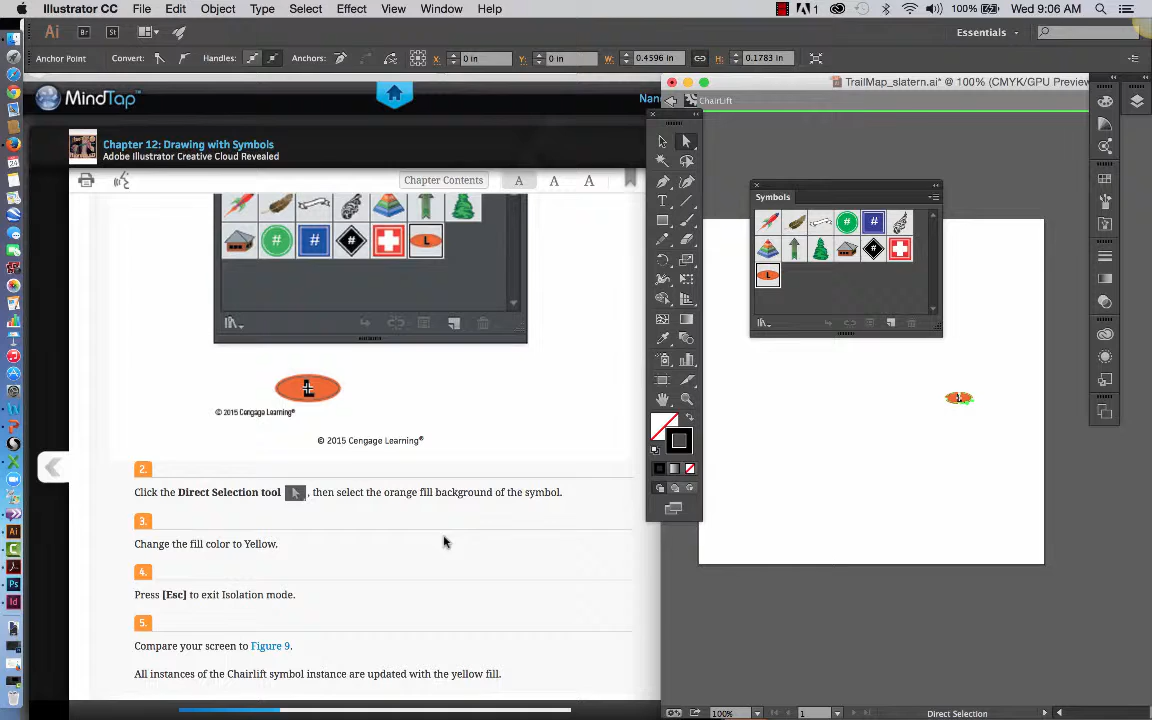 Illustrator CC File Edit Object Type Select Effect View Window Help
100% Wed 9:06 AM
Ai Br St Essentials
Anchor Point Convert: Handles: Anchors: X: 0 in Y: 0 in W: 0.4596 in H: 0.1783 in
MindTap
TrailMap_slatern.ai* @ 100% (CMYK/GPU Preview
ChairLift
Chapter 12: Drawing with Symbols
Adobe Illustrator Creative Cloud Revealed
Chapter Contents A A A
Symbols
# # # L
# #
# L
© 2015 Cengage Learning®
© 2015 Cengage Learning®
2.
Click the Direct Selection tool , then select the orange fill background of the symbol.
3.
Change the fill color to Yellow.
4.
Press [Esc] to exit Isolation mode.
5.
Compare your screen to Figure 9.
All instances of the Chairlift symbol instance are updated with the yellow fill.
100% 1 Direct Selection